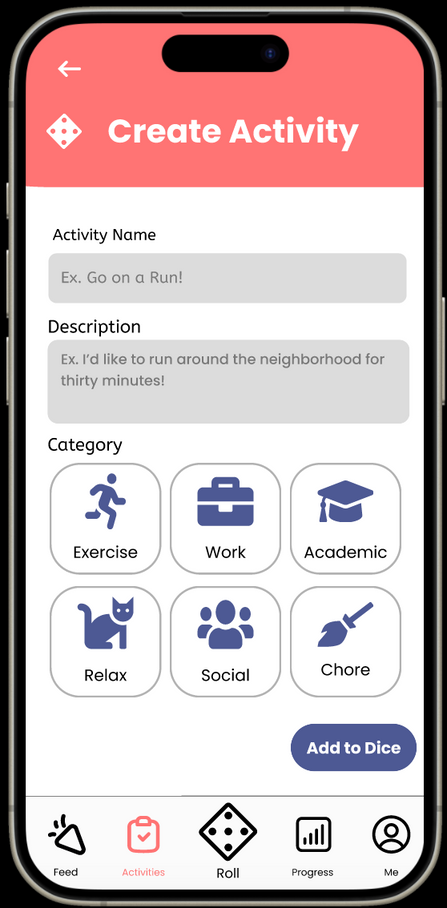 Create Activity
Activity Name
Ex. Go on a Run!
Description
Ex. I'd like to run around the neighborhood for
thirty minutes!
Category
Exercise
Work
Academic
Relax
Social
Chore
Add to Dice
Feed
Activities
Roll
Progress
Me